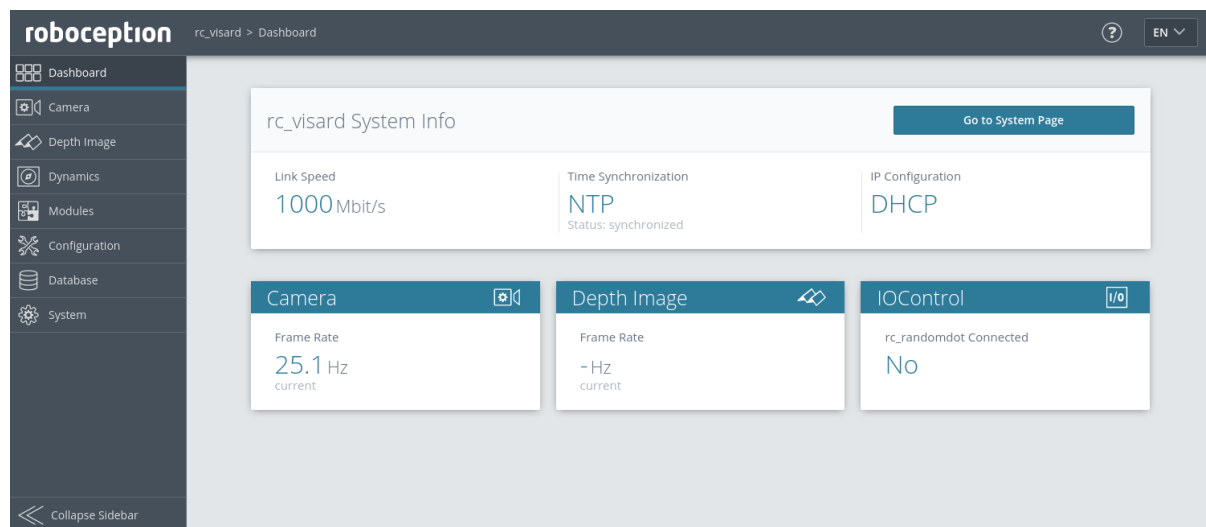 roboception
rc_visard > Dashboard
?
EN
Dashboard
Camera
Depth Image
Dynamics
Modules
Configuration
Database
System
Collapse Sidebar
rc_visard System Info
Go to System Page
Link Speed
1000 Mbit/s
Time Synchronization
NTP
Status: synchronized
IP Configuration
DHCP
Camera
Frame Rate
25.1 Hz
current
Depth Image
Frame Rate
- Hz
current
IOControl
I/O
rc_randomdot Connected
No